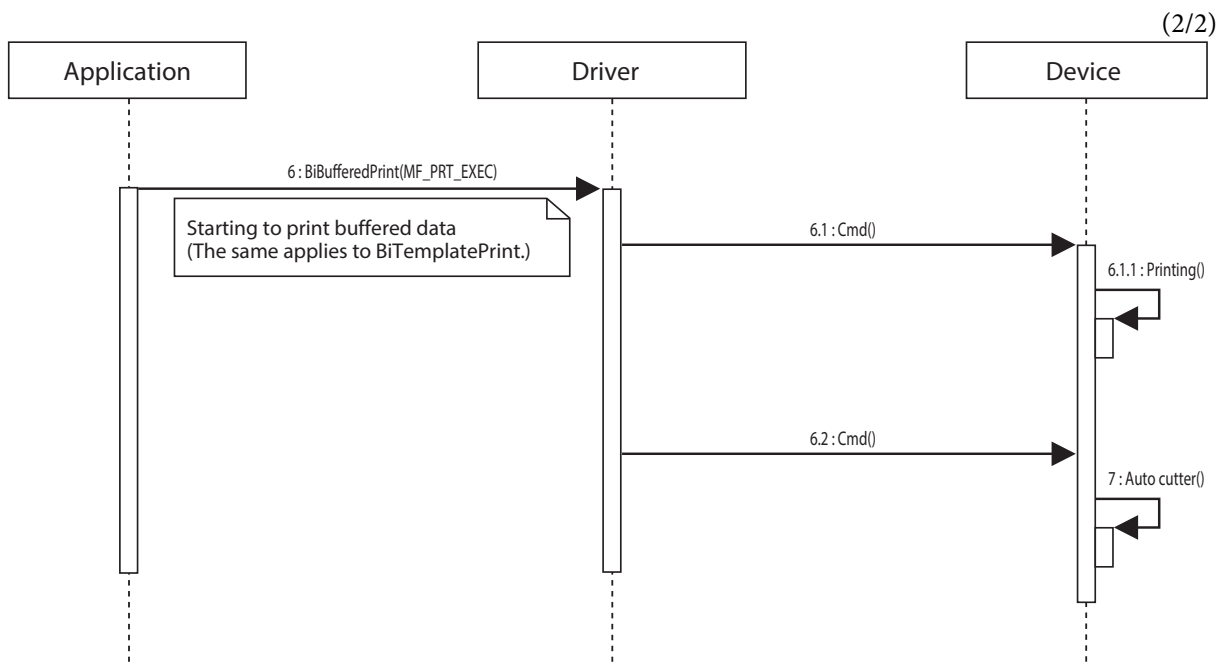 (2/2)
Application
Driver
Device
6 : BiBufferedPrint(MF_PRT_EXEC)
Starting to print buffered data
(The same applies to BiTemplatePrint.)
6.1 : Cmd()
6.1.1 : Printing()
6.2 : Cmd()
7 : Auto cutter()